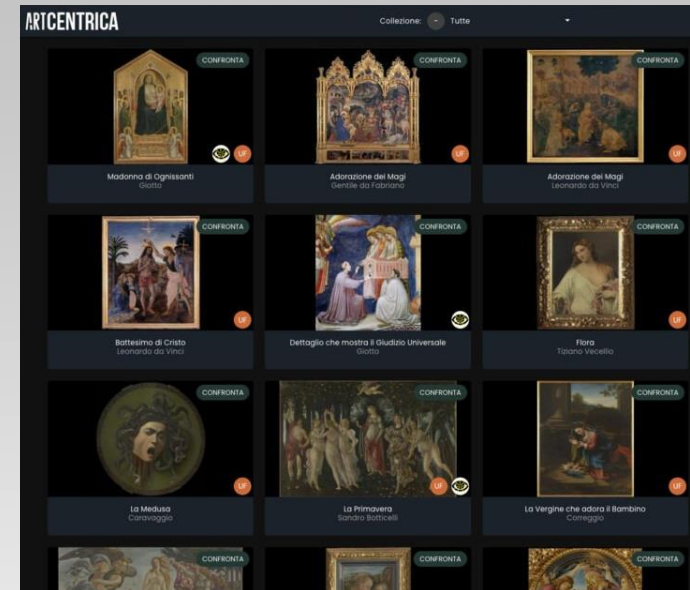 ARTCENTRICA
Collezione: - Tutte
CONFRONTA
CONFRONTA
CONFRONTA
UF
UF
UF
Madonna di Ognissanti
Giotto
Adorazione dei Magi
Gentile da Fabriano
Adorazione dei Magi
Leonardo da Vinci
CONFRONTA
CONFRONTA
CONFRONTA
UF
UF
Battesimo di Cristo
Leonardo da Vinci
Dettaglio che mostra il Giudizio Universale
Giotto
Flora
Tiziano Vecellio
CONFRONTA
CONFRONTA
CONFRONTA
UF
UF
UF
La Medusa
Caravaggio
La Primavera
Sandro Botticelli
La Vergine che adora il Bambino
Correggio
CONFRONTA
CONFRONTA
CONFRONTA